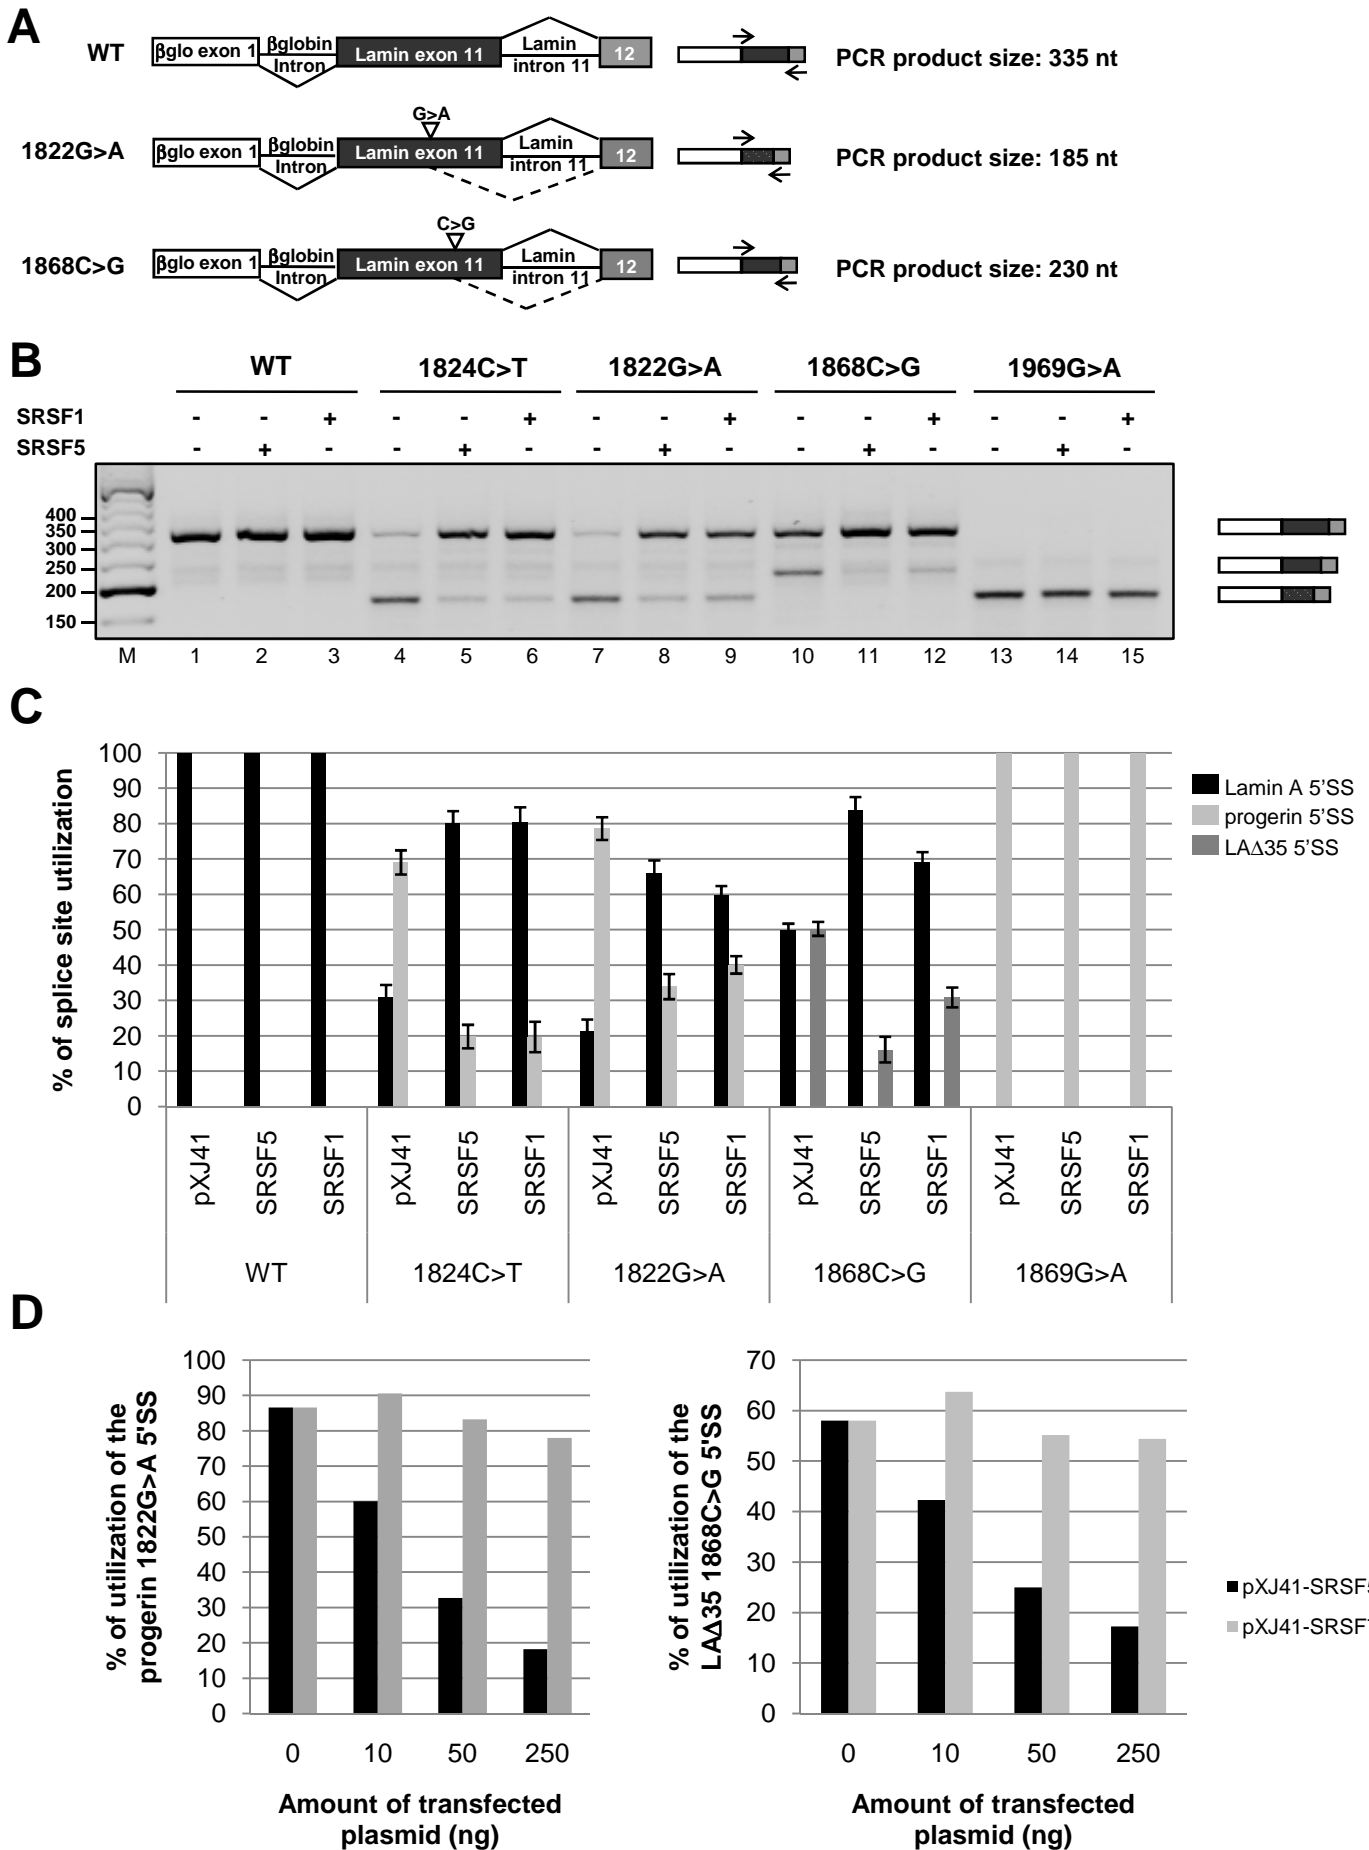 A
WT
βglo exon 1
βglobin
Intron
Lamin exon 11
Lamin
intron 11
12
PCR product size: 335 nt
1822G>A
βglo exon 1
βglobin
Intron
G>A
Lamin exon 11
Lamin
intron 11
12
PCR product size: 185 nt
1868C>G
βglo exon 1
βglobin
Intron
C>G
Lamin exon 11
Lamin
intron 11
12
PCR product size: 230 nt
B
WT 1824C>T 1822G>A 1868C>G 1969G>A
SRSF1 - - + - - + - - + - - + - - +
SRSF5 - + - - + - - + - - + - - + -
400
350
300
250
200
150
M 1 2 3 4 5 6 7 8 9 10 11 12 13 14 15
C
% of splice site utilization
100
90
80
70
60
50
40
30
20
10
0
Lamin A 5'SS
progerin 5'SS
LAΔ35 5'SS
pXJ41 SRSF5 SRSF1 pXJ41 SRSF5 SRSF1 pXJ41 SRSF5 SRSF1 pXJ41 SRSF5 SRSF1 pXJ41 SRSF5 SRSF1
WT 1824C>T 1822G>A 1868C>G 1869G>A
D
% of utilization of the
progerin 1822G>A 5'SS
100
90
80
70
60
50
40
30
20
10
0
0 10 50 250
Amount of transfected
plasmid (ng)
% of utilization of the
LAΔ35 1868C>G 5'SS
70
60
50
40
30
20
10
0
0 10 50 250
Amount of transfected
plasmid (ng)
pXJ41-SRSF5
pXJ41-SRSF